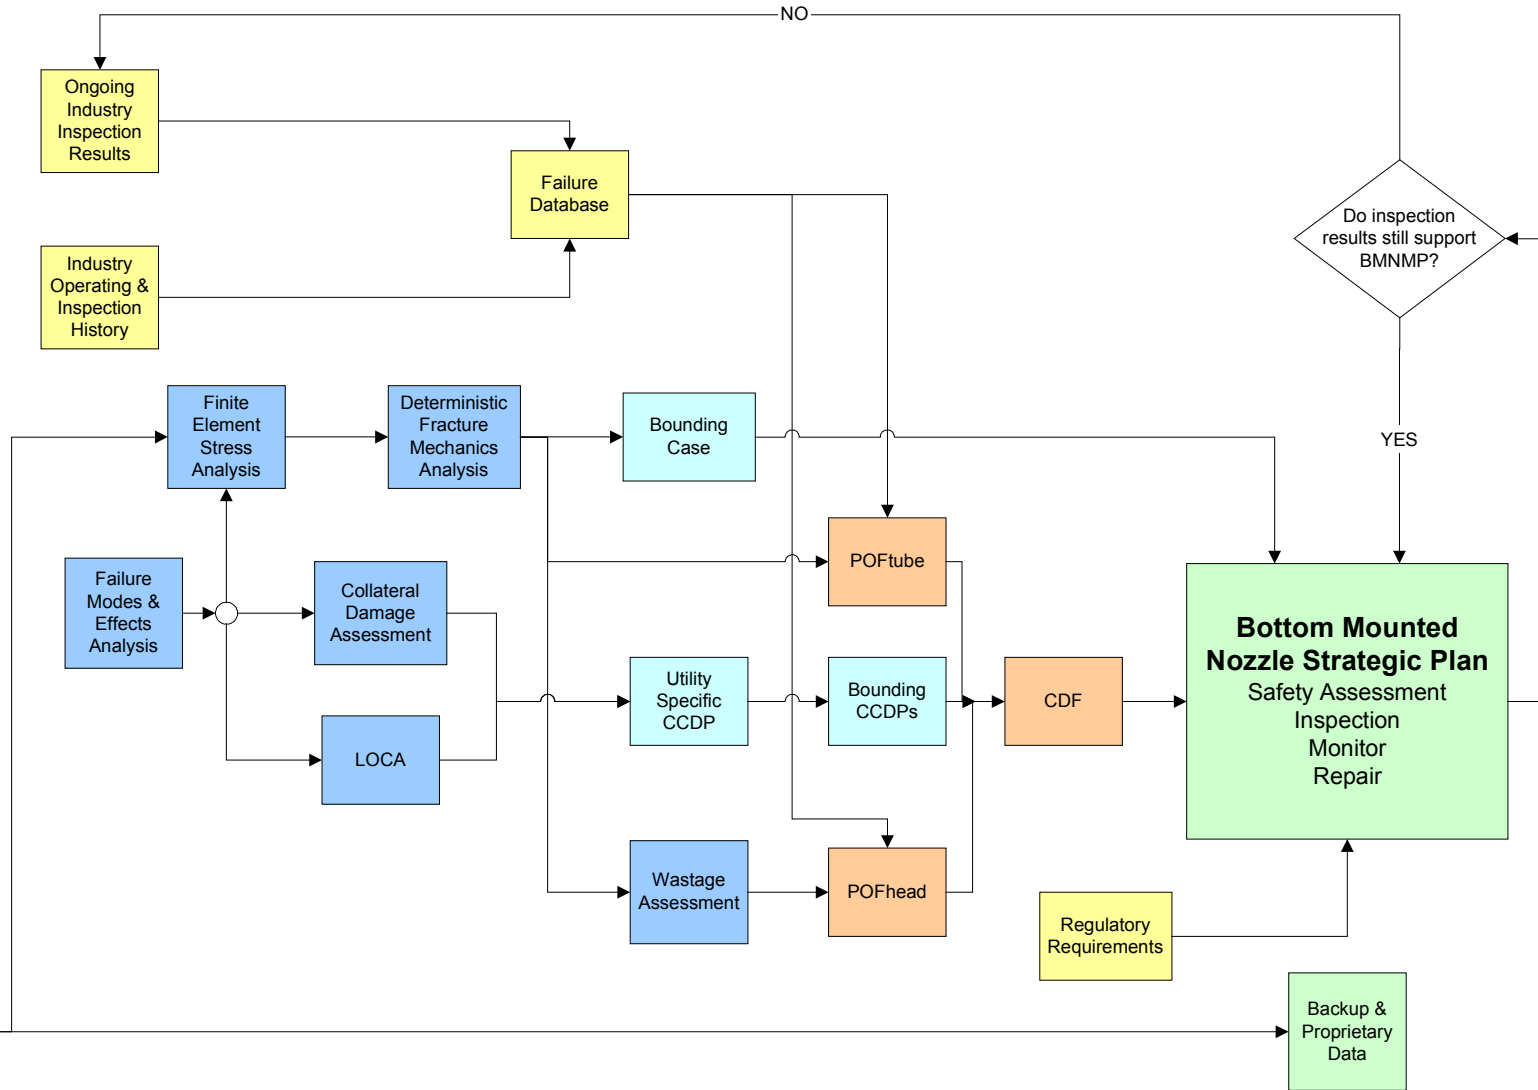 NO
Ongoing
Industry
Inspection
Results
Failure
Database
Do inspection
results still support
BMNMP?
Industry
Operating &
Inspection
History
YES
Finite
Element
Stress
Analysis
Deterministic
Fracture
Mechanics
Analysis
Bounding
Case
POFtube
Failure
Modes &
Effects
Analysis
Collateral
Damage
Assessment
Bottom Mounted
Nozzle Strategic Plan
Safety Assessment
Inspection
Monitor
Repair
Utility
Specific
CCDP
Bounding
CCDPs
CDF
LOCA
Wastage
Assessment
POFhead
Regulatory
Requirements
Backup &
Proprietary
Data